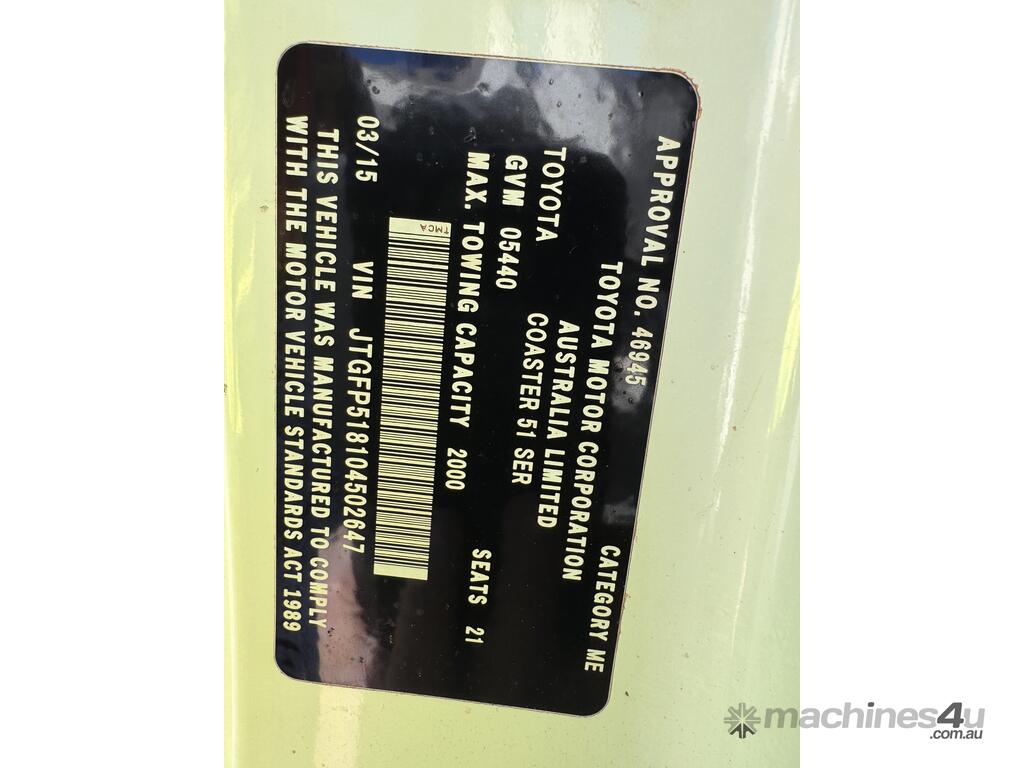 APPROVAL NO. 46945 CATEGORY ME
TOYOTA MOTOR CORPORATION
AUSTRALIA LIMITED
TOYOTA COASTER 51 SER
GVM 05440 SEATS 21
MAX. TOWING CAPACITY 2000
TMCA
03/15 VIN JTGFP518104502647
THIS VEHICLE WAS MANUFACTURED TO COMPLY
WITH THE MOTOR VEHICLE STANDARDS ACT 1989
machines4u
.com.au